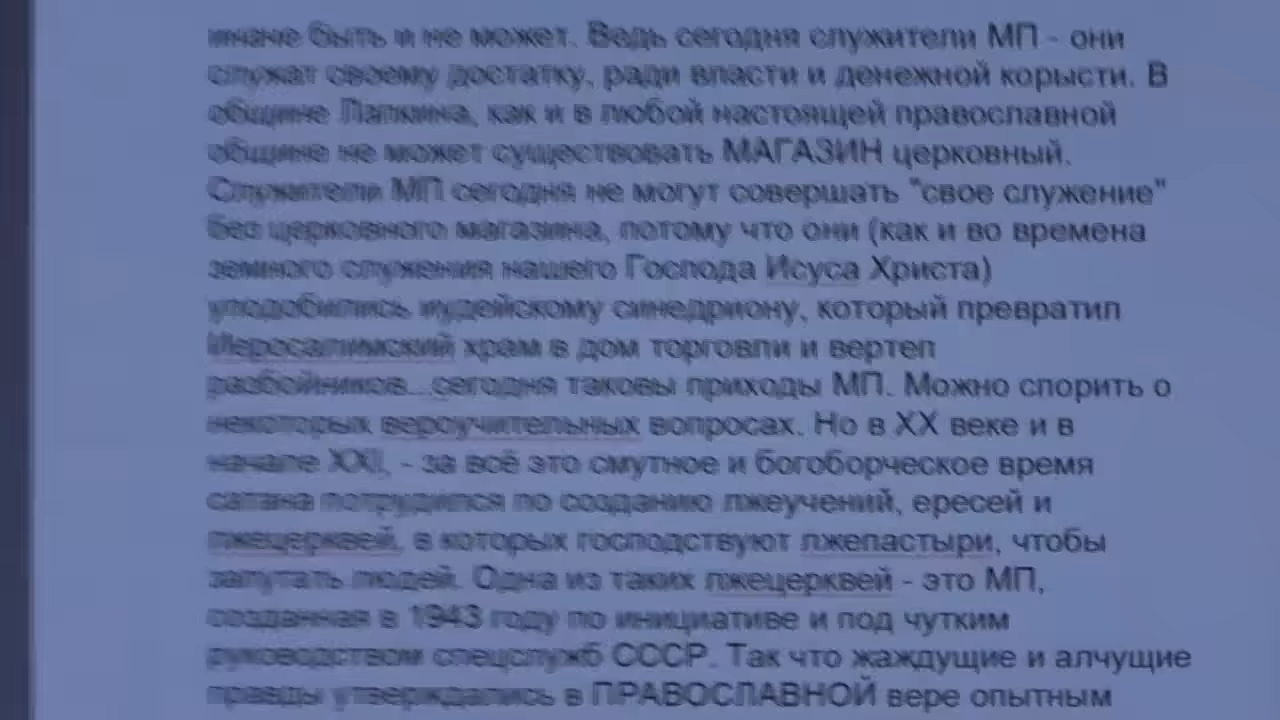 иначе быть и не может. Ведь сегодня служители МП - они
служат своему достатку, ради власти и денежной корысти. В
общине Лапкина, как и в любой настоящей православной
общине не может существовать МАГАЗИН церковный.
Служители МП сегодня не могут совершать "свое служение"
без церковного магазина, потому что они (как и во времена
земного служения нашего Господа Исуса Христа)
уподобились иудейскому синедриону, который превратил
Иеросалимский храм в дом торговли и вертеп
разбойников...сегодня таковы приходы МП. Можно спорить о
некоторых вероучительных вопросах. Но в ХХ веке и в
начале XXI, - за всё это смутное и богоборческое время
сатана потрудился по созданию лжеучений, ересей и
лжецерквей, в которых господствуют лжепастыри, чтобы
запутать людей. Одна из таких лжецерквей - это МП,
созданная в 1943 году по инициативе и под чутким
руководством спецслужб СССР. Так что жаждущие и алчущие
правды утверждались в ПРАВОСЛАВНОЙ вере опытным